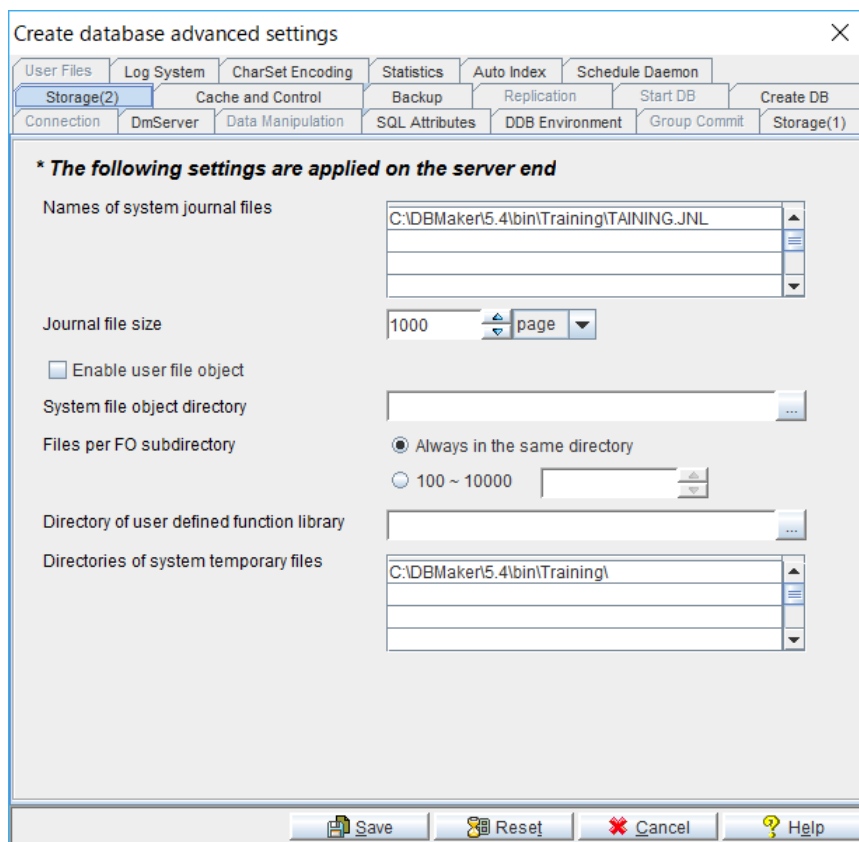 Create database advanced settings
User Files Log System CharSet Encoding Statistics Auto Index Schedule Daemon
Storage(2) Cache and Control Backup Replication Start DB Create DB
Connection DmServer Data Manipulation SQL Attributes DDB Environment Group Commit Storage(1)
* The following settings are applied on the server end
Names of system journal files
C:\DBMaker\5.4\bin\Training\TAINING.JNL
Journal file size 1000 page
Enable user file object
System file object directory ...
Files per FO subdirectory Always in the same directory
100 ~ 10000
Directory of user defined function library ...
Directories of system temporary files
C:\DBMaker\5.4\bin\Training\
Save Reset Cancel Help